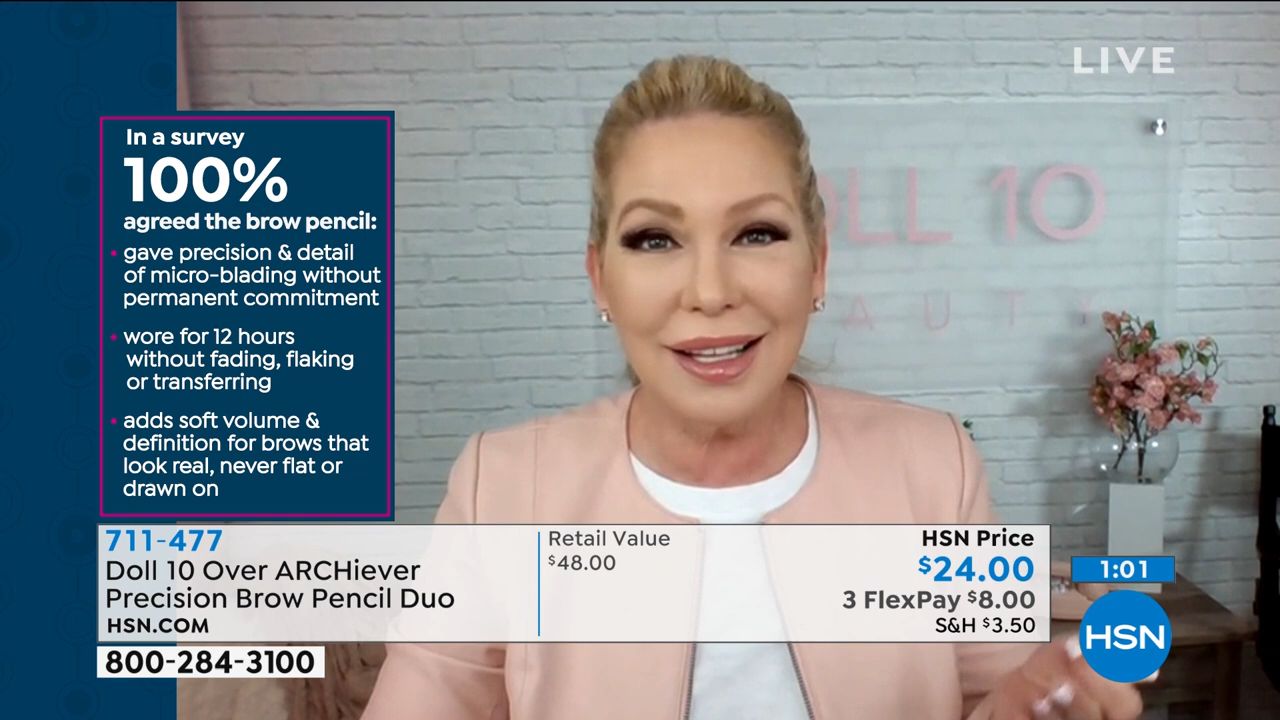 LIVE
In a survey
100%
agreed the brow pencil:
• gave precision & detail
of micro-blading without
permanent commitment
• wore for 12 hours
without fading, flaking
or transferring
• adds soft volume &
definition for brows that
look real, never flat or
drawn on
OLL 10
AUTY
711-477
Doll 10 Over ARCHiever
Precision Brow Pencil Duo
HSN.COM
Retail Value
$48.00
HSN Price
$24.00
3 FlexPay $8.00
S&H $3.50
1:01
HSN
800-284-3100